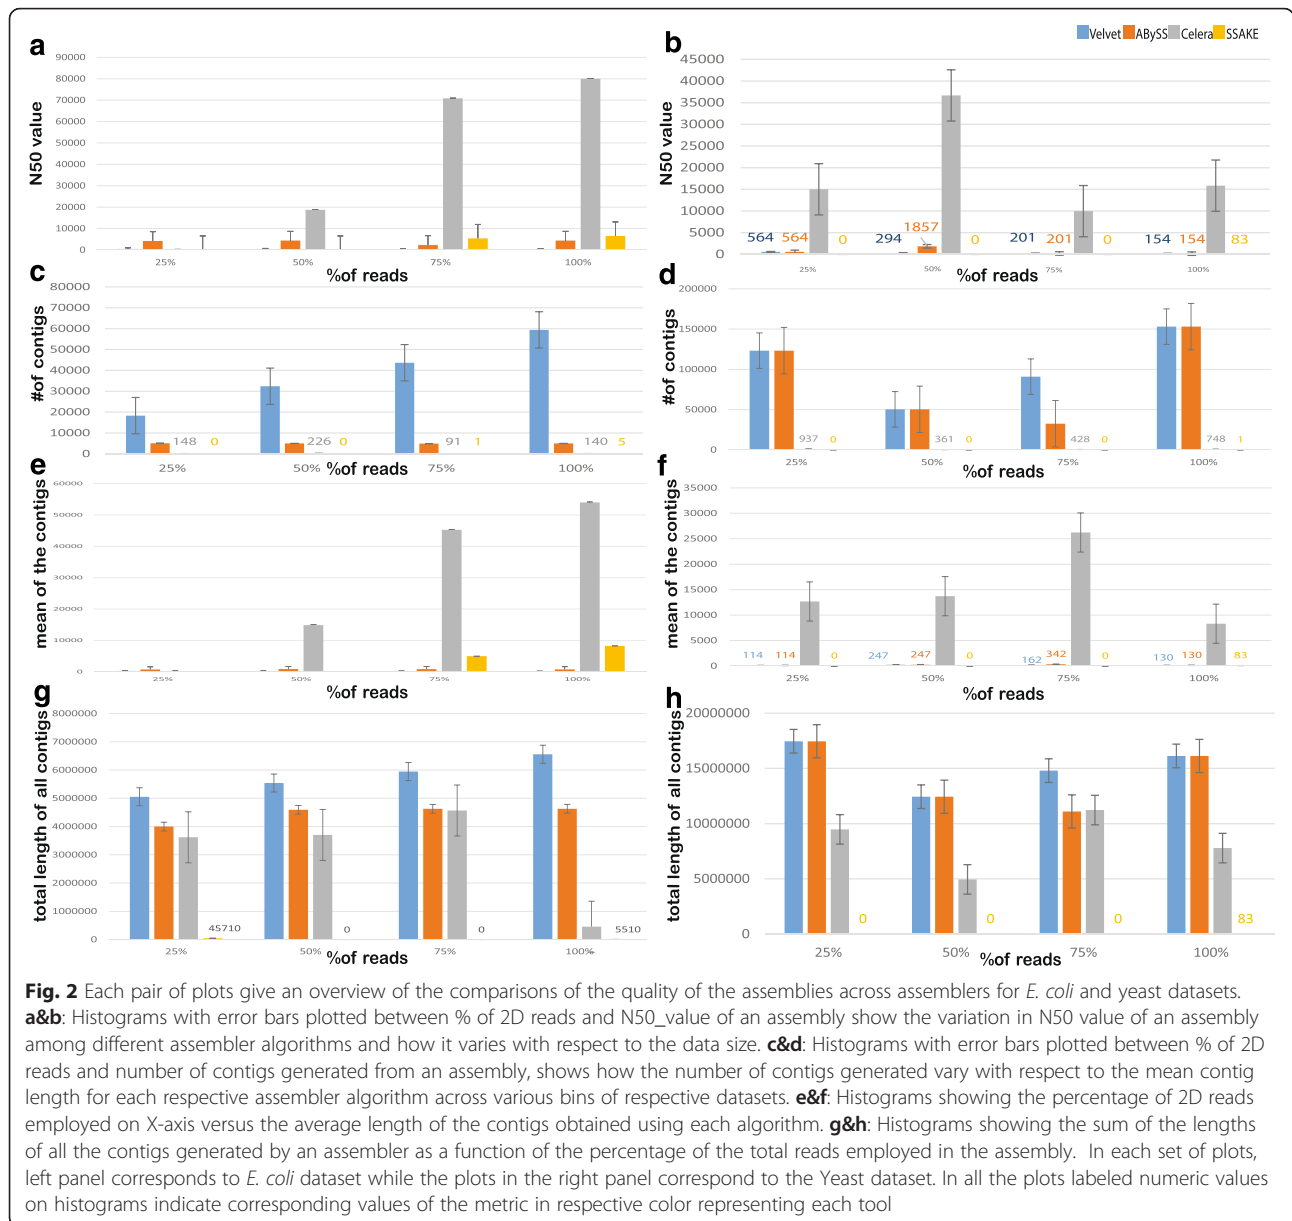 a
90000
80000
70000
60000
50000
40000
30000
20000
10000
0
N50 value
25%
50%
75%
100%
%of reads
b
Velvet ABySS Celera SSAKE
45000
40000
35000
30000
25000
20000
15000
10000
5000
0
N50 value
564 564 0
294 1857 0
201 201 0
154 154 83
25%
50%
75%
100%
%of reads
c
80000
70000
60000
50000
40000
30000
20000
10000
0
#of contigs
148 0
226 0
91 1
140 5
25%
50%
75%
100%
%of reads
d
200000
150000
100000
50000
0
#of contigs
937 0
361 0
428 0
748 1
25%
50%
75%
100%
%of reads
e
60000
50000
40000
30000
20000
10000
0
mean of the contigs
25%
50%
75%
100%
%of reads
f
35000
30000
25000
20000
15000
10000
5000
0
mean of the contigs
114 114 0
247 247 0
162 342 0
130 130 83
25%
50%
75%
100%
%of reads
g
8000000
7000000
6000000
5000000
4000000
3000000
2000000
1000000
0
total length of all contigs
45710
0
0
5510
25%
50%
75%
100%
%of reads
h
20000000
15000000
10000000
5000000
0
total length of all contigs
0
0
0
83
25%
50%
75%
100%
%of reads
Fig. 2 Each pair of plots give an overview of the comparisons of the quality of the assemblies across assemblers for E. coli and yeast datasets.
a&b: Histograms with error bars plotted between % of 2D reads and N50_value of an assembly show the variation in N50 value of an assembly
among different assembler algorithms and how it varies with respect to the data size. c&d: Histograms with error bars plotted between % of 2D
reads and number of contigs generated from an assembly, shows how the number of contigs generated vary with respect to the mean contig
length for each respective assembler algorithm across various bins of respective datasets. e&f: Histograms showing the percentage of 2D reads
employed on X-axis versus the average length of the contigs obtained using each algorithm. g&h: Histograms showing the sum of the lengths
of all the contigs generated by an assembler as a function of the percentage of the total reads employed in the assembly. In each set of plots,
left panel corresponds to E. coli dataset while the plots in the right panel correspond to the Yeast dataset. In all the plots labeled numeric values
on histograms indicate corresponding values of the metric in respective color representing each tool